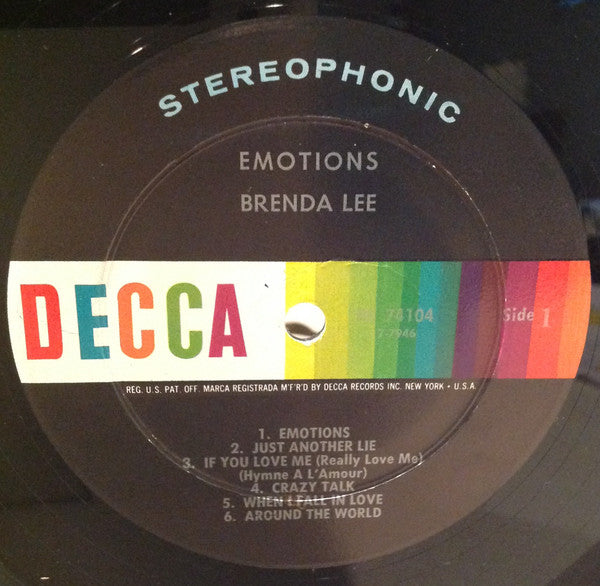 STEREOPHONIC
EMOTIONS
BRENDA LEE
DECCA
74104
7-7946
Side 1
REG. U.S. PAT. OFF. MARCA REGISTRADA M'F'R'D BY DECCA RECORDS INC. NEW YORK • U.S.A.
1. EMOTIONS
2. JUST ANOTHER LIE
3. IF YOU LOVE ME (Really Love Me)
(Hymne A L'Amour)
4. CRAZY TALK
5. WHEN I FALL IN LOVE
6. AROUND THE WORLD